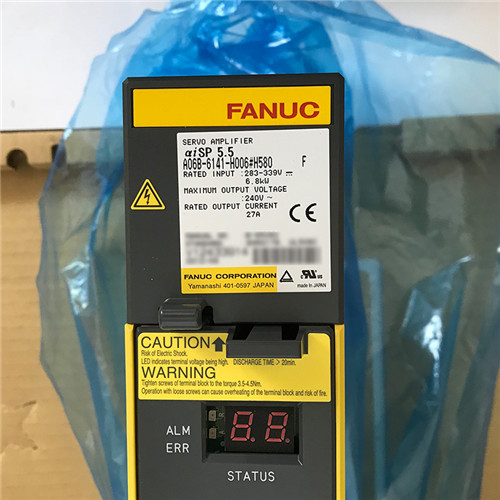 FANUC
SERVO AMPLIFIER
αiSP 5.5
A06B-6141-H006#H580 F
RATED INPUT :283-339V⎓
6.8kW
MAXIMUM OUTPUT VOLTAGE
:240V~
RATED OUTPUT CURRENT
27A
FANUC CORPORATION
Yamanashi 401-0597 JAPAN
made in JAPAN
CAUTION
Risk of Electric Shock.
LED indicates terminal voltage being high. DISCHARGE TIME > 20min.
WARNING
Tighten screws of terminal block to the torque 3.5-4.5Nm.
Operation with loose screws can cause overheating of the terminal block and risk of fire.
ALM
ERR
8.8.
STATUS